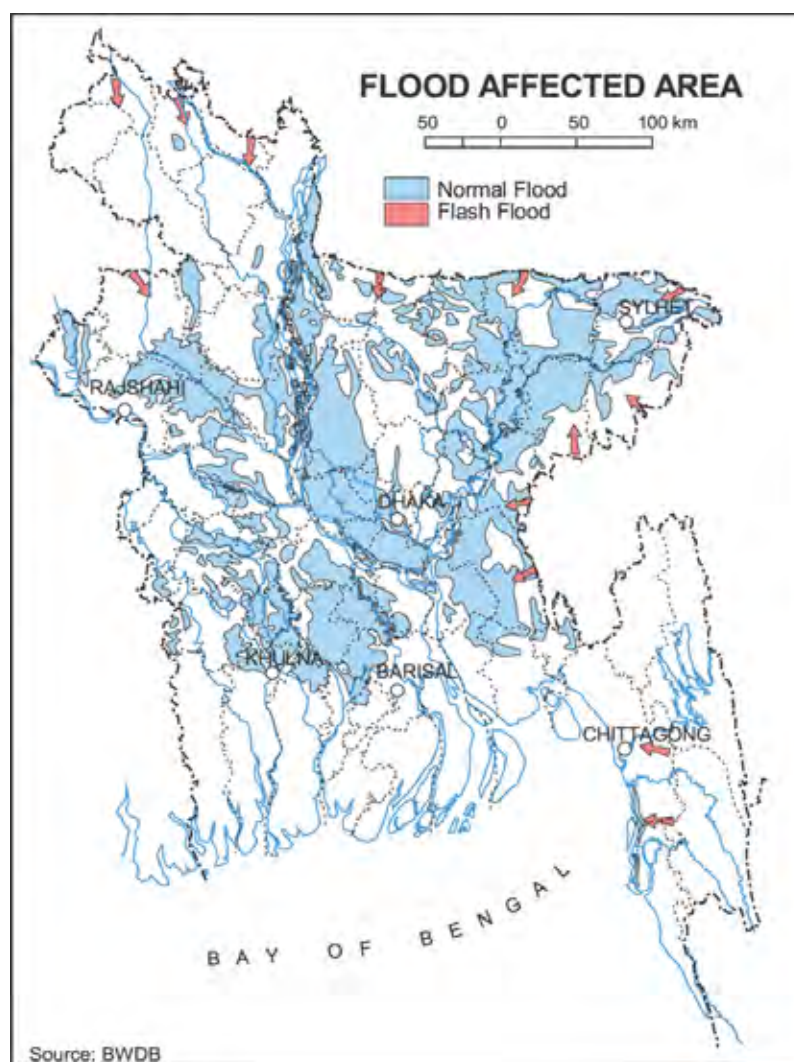 FLOOD AFFECTED AREA
50 0 50 100 km
Normal Flood
Flash Flood
SYLHET
RAJSHAHI
DHAKA
KHULNA
BARISAL
CHITTAGONG
BAY OF BENGAL
Source: BWDB